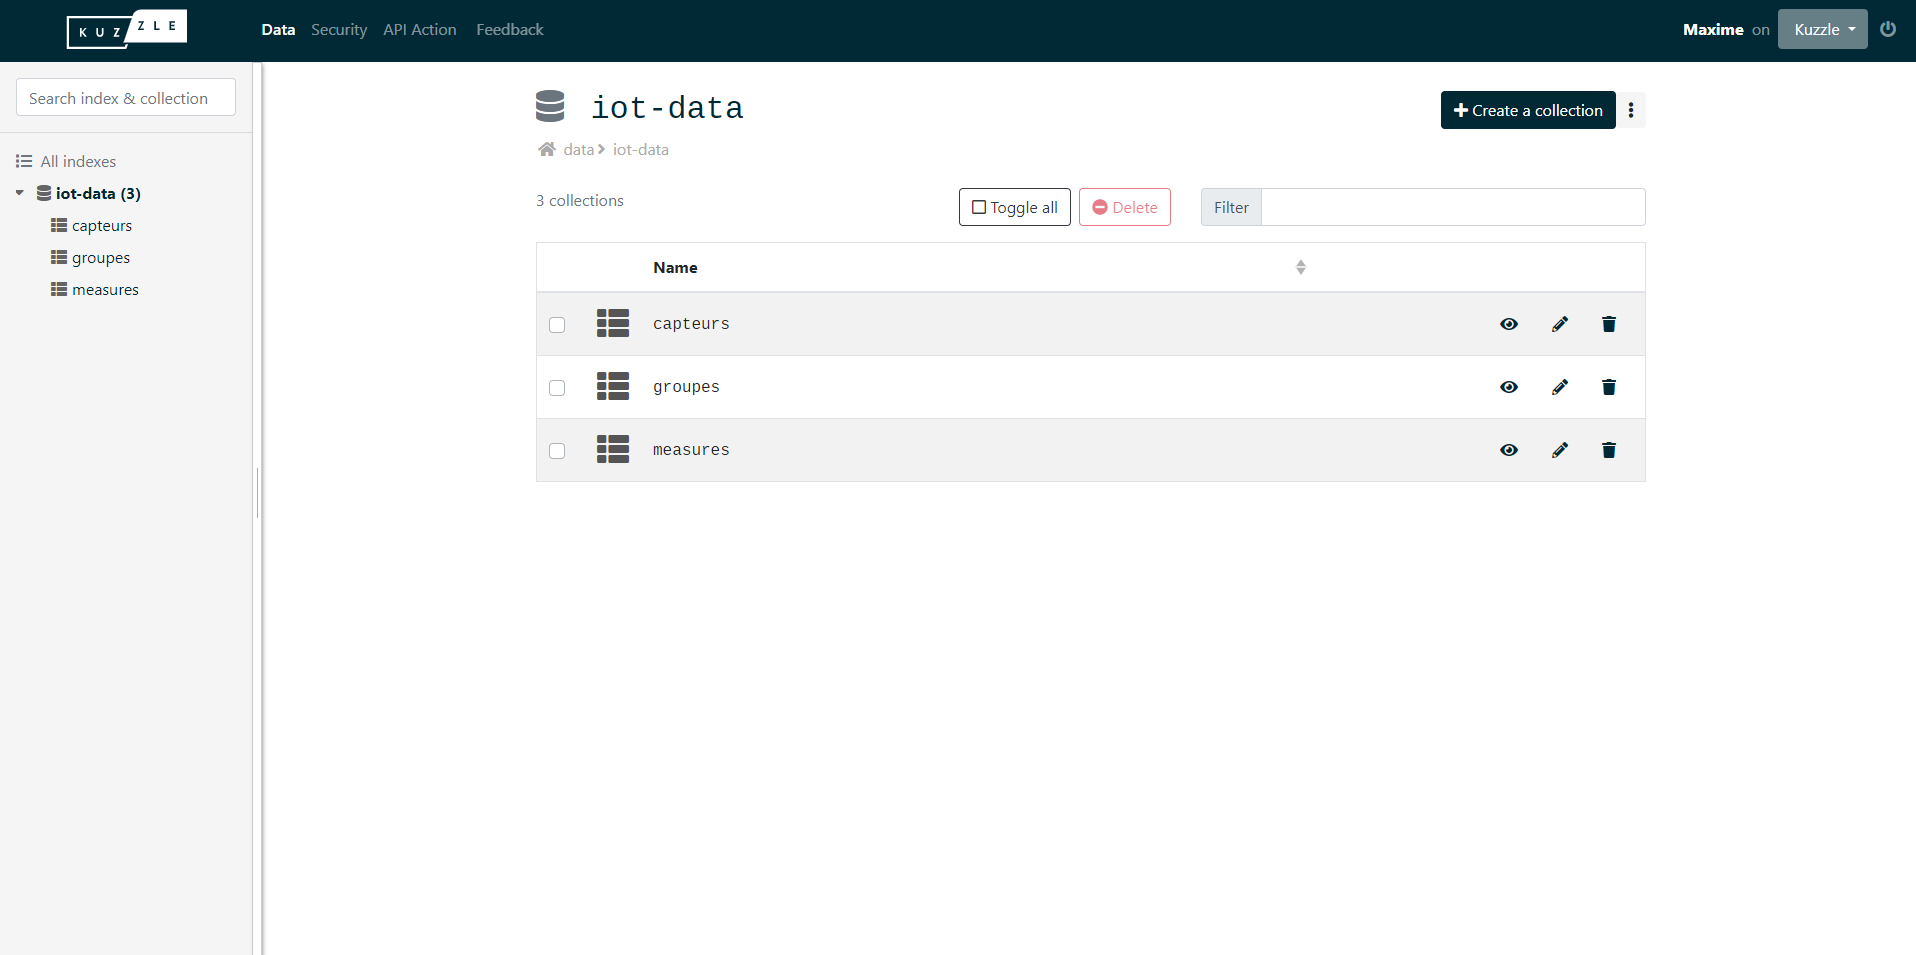 KUZZLE
Data Security API Action Feedback
Maxime on Kuzzle
Search index & collection
All indexes
iot-data (3)
capteurs
groupes
measures
iot-data
Create a collection
data iot-data
3 collections
Toggle all
Delete
Filter
Name
capteurs
groupes
measures